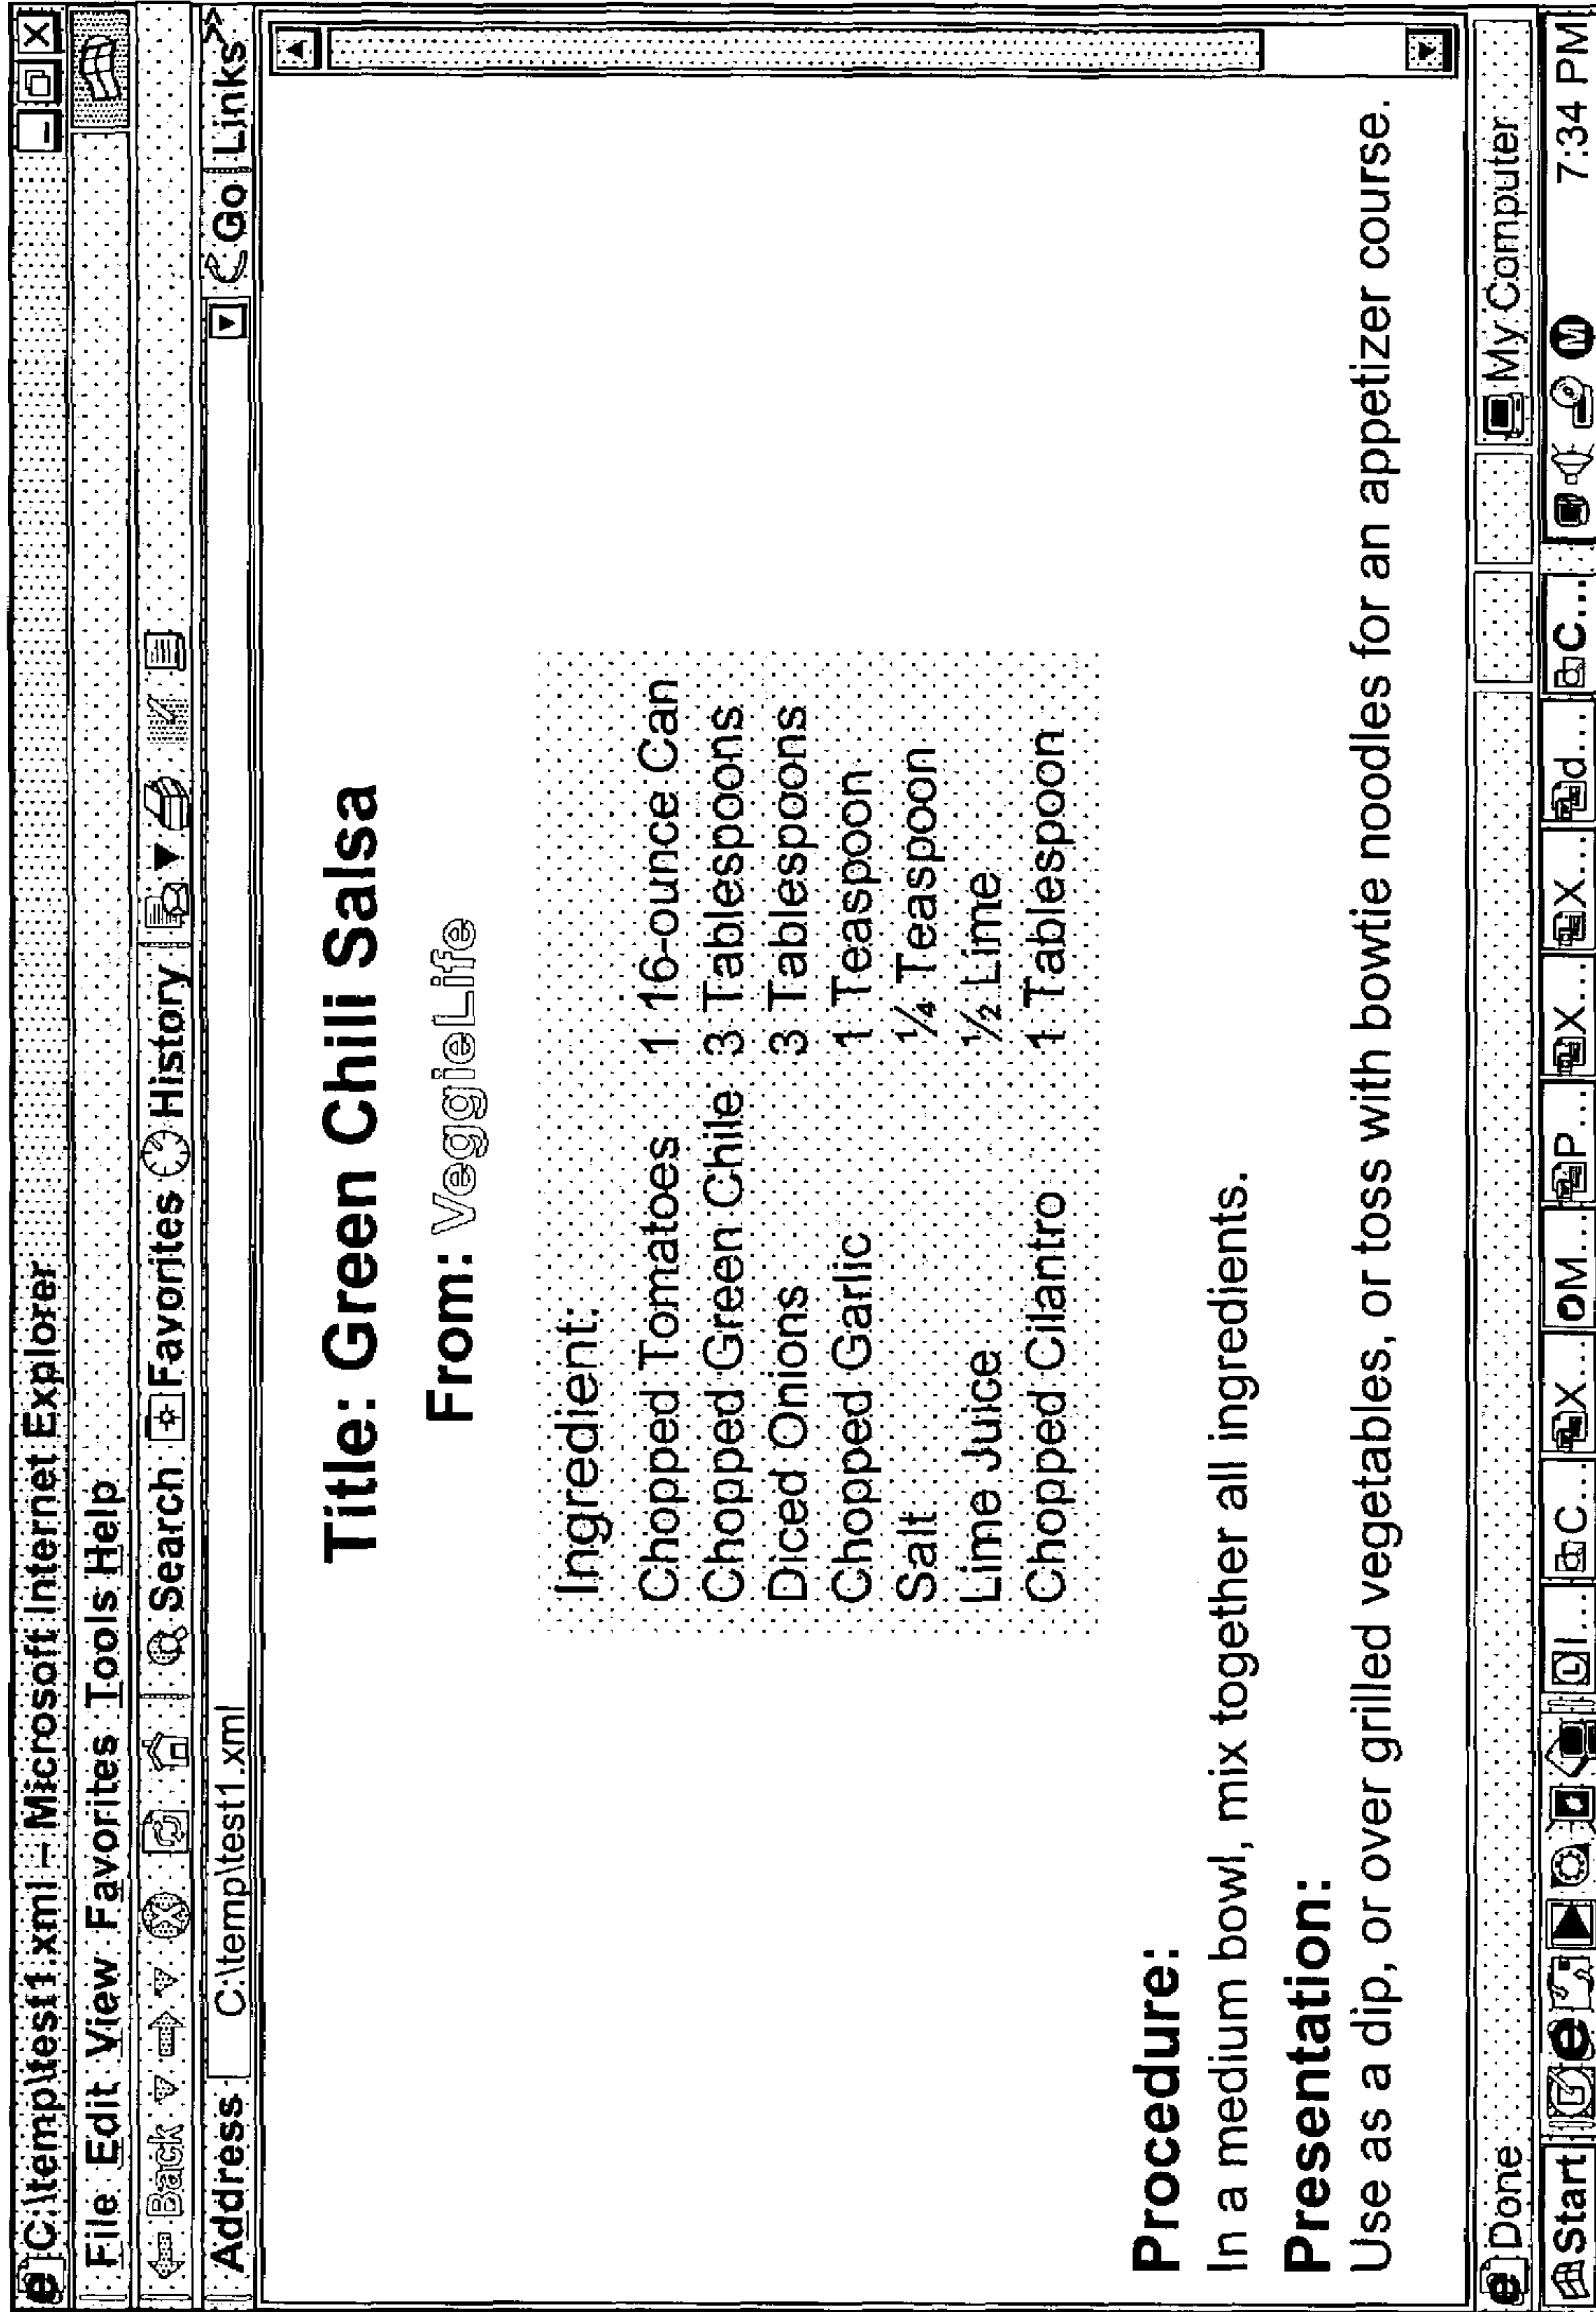 C:\temp\test1.xml – Microsoft Internet Explorer
File Edit View Favorites Tools Help
Back Search Favorites History
Address C:\temp\test1.xml Go Links >>
Title: Green Chili Salsa
From: VeggieLife
Ingredient:
Chopped Tomatoes 1 16-ounce Can
Chopped Green Chile 3 Tablespoons
Diced Onions 3 Tablespoons
Chopped Garlic 1 Teaspoon
Salt ¼ Teaspoon
Lime Juice ½ Lime
Chopped Cilantro 1 Tablespoon
Procedure:
In a medium bowl, mix together all ingredients.
Presentation:
Use as a dip, or over grilled vegetables, or toss with bowtie noodles for an appetizer course.
Done My Computer
Start I... C... X... M... P... X... X... d... C... M 7:34 PM